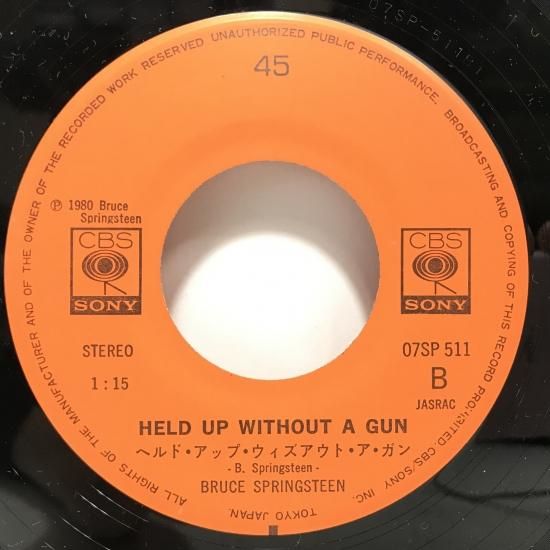 ALL RIGHTS OF THE MANUFACTURER AND OF THE OWNER OF THE RECORDED WORK RESERVED UNAUTHORIZED PUBLIC PERFORMANCE, BROADCASTING AND COPYING OF THIS RECORD PROHIBITED CBS/SONY INC.
TOKYO JAPAN.
07SP-511
45
℗ 1980 Bruce
Springsteen
CBS
SONY
CBS
SONY
STEREO
07SP 511
1:15
B
JASRAC
HELD UP WITHOUT A GUN
ヘルド・アップ・ウィズアウト・ア・ガン
- B. Springsteen -
BRUCE SPRINGSTEEN